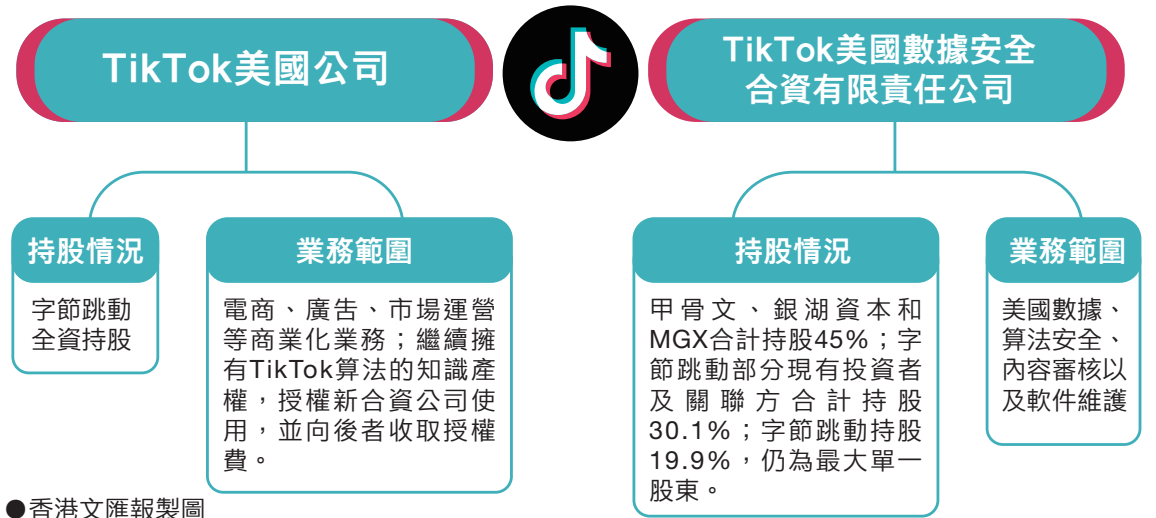 TikTok美國公司
TikTok美國數據安全
合資有限責任公司
持股情況
字節跳動
全資持股
業務範圍
電商、廣告、市場運營
等商業化業務；繼續擁
有TikTok算法的知識產
權，授權新合資公司使
用，並向後者收取授權
費。
持股情況
甲骨文、銀湖資本和
MGX合計持股45%；字
節跳動部分現有投資者
及關聯方合計持股
30.1%；字節跳動持股
19.9%，仍為最大單一
股東。
業務範圍
美國數據、
算法安全、
內容審核以
及軟件維護
●香港文匯報製圖